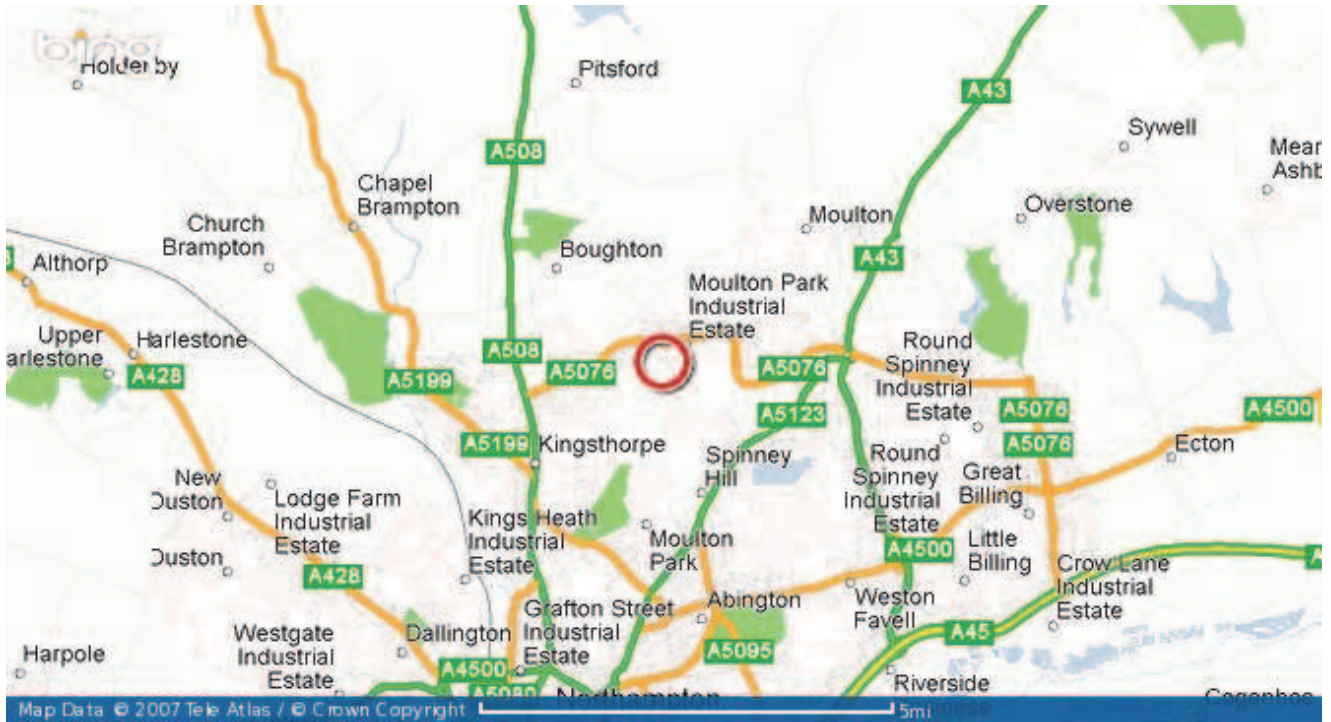 bing
Pitsford
A43
A508
Sywell
Chapel
Brampton
Church
Brampton
Moulton
Overstone
Althorp
Boughton
A43
Moulton Park
Industrial
Estate
Upper
Harlestone
A508
Round
Spinney
Industrial
Estate
A428
A5199
A5076
A5076
A5076
A4500
A5123
A5199
Kingsthorpe
A5076
Ecton
Spinney
Hill
Round
Spinney
Industrial
Estate
Great
Billing
New
Duston
Lodge Farm
Industrial
Estate
Kings Heath
Industrial
Estate
Moulton
Park
A4500
Little
Billing
A428
Crow Lane
Industrial
Estate
Abington
Weston
Favell
Grafton Street
Industrial
Estate
Dallington
Westgate
Industrial
Estate
A45
Harpole
A4500
A5095
Riverside
Northampton
Map Data © 2007 Tele Atlas / © Crown Copyright
5mi